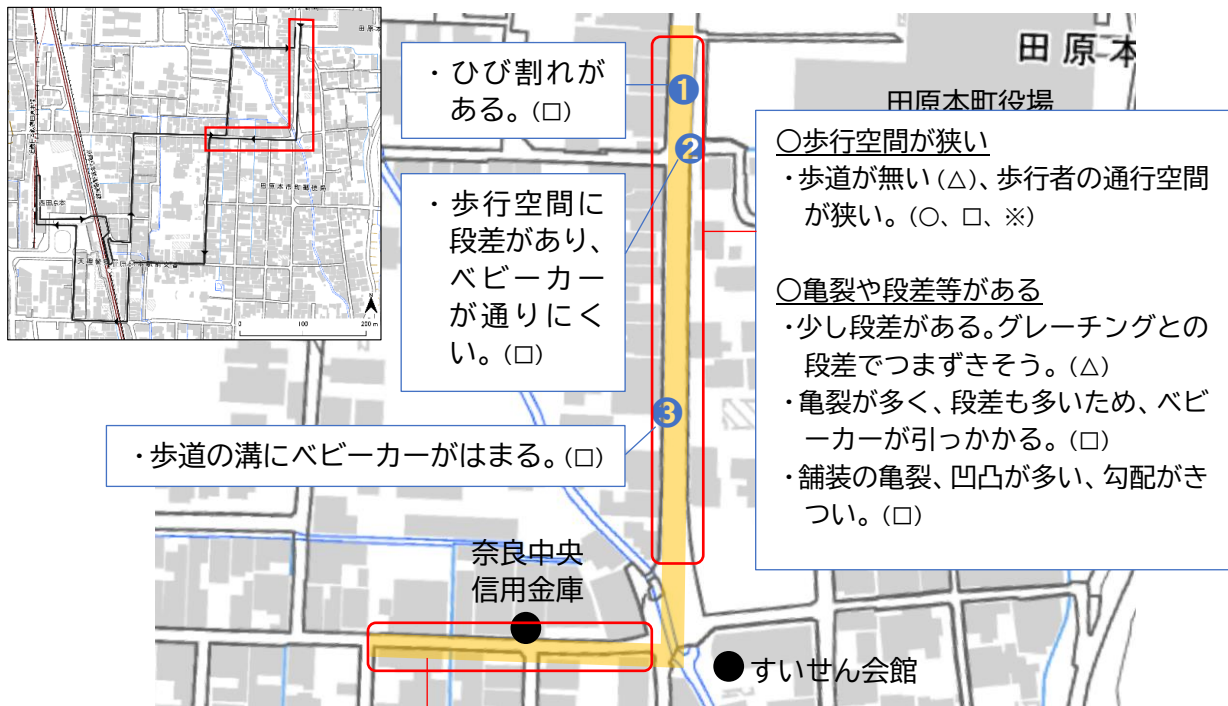 田原本
田原本町役場
・ひび割れが
ある。(□)
❶
❷
・歩行空間に
段差があり、
ベビーカー
が通りにく
い。(□)
❸
・歩道の溝にベビーカーがはまる。(□)
〇歩行空間が狭い
・歩道が無い(△)、歩行者の通行空間
が狭い。(〇、□、※)
〇亀裂や段差等がある
・少し段差がある。グレーチングとの
段差でつまずきそう。(△)
・亀裂が多く、段差も多いため、ベビ
ーカーが引っかかる。(□)
・舗装の亀裂、凹凸が多い、勾配がき
つい。(□)
奈良中央
信用金庫
すいせん会館
西田原本
0 100 200 m